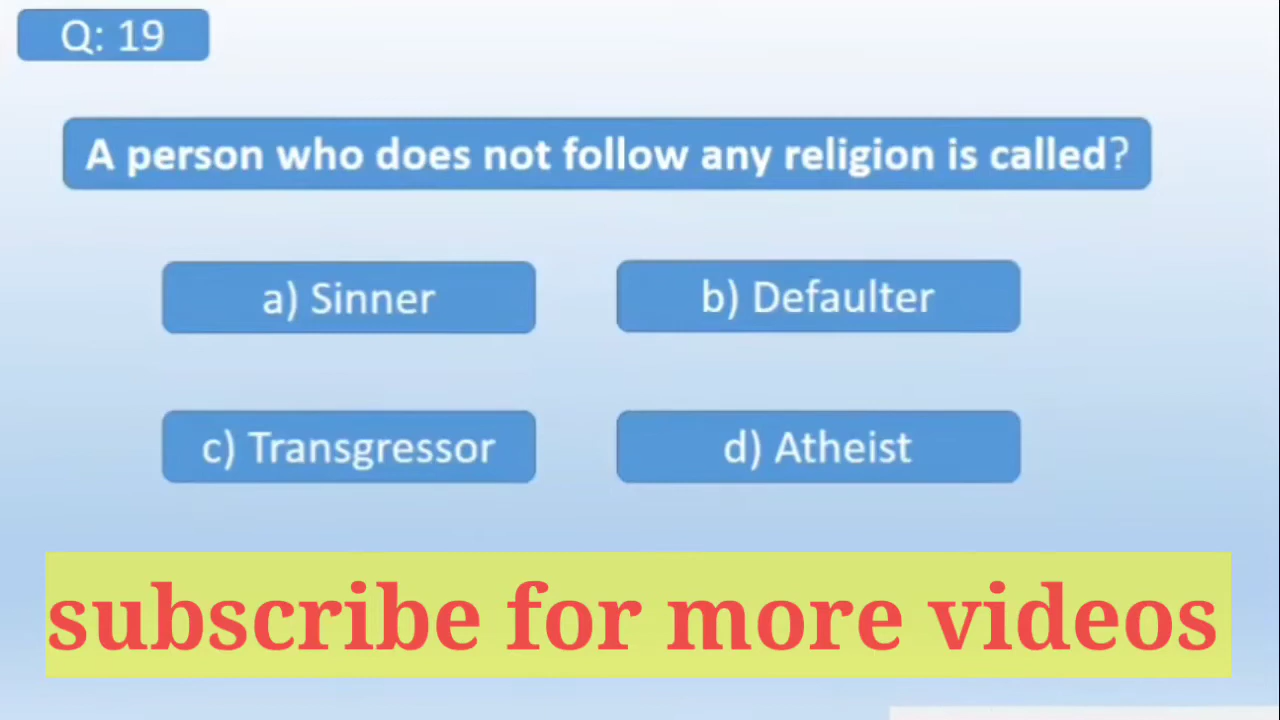 Q: 19
A person who does not follow any religion is called?
a) Sinner
b) Defaulter
c) Transgressor
d) Atheist
subscribe for more videos